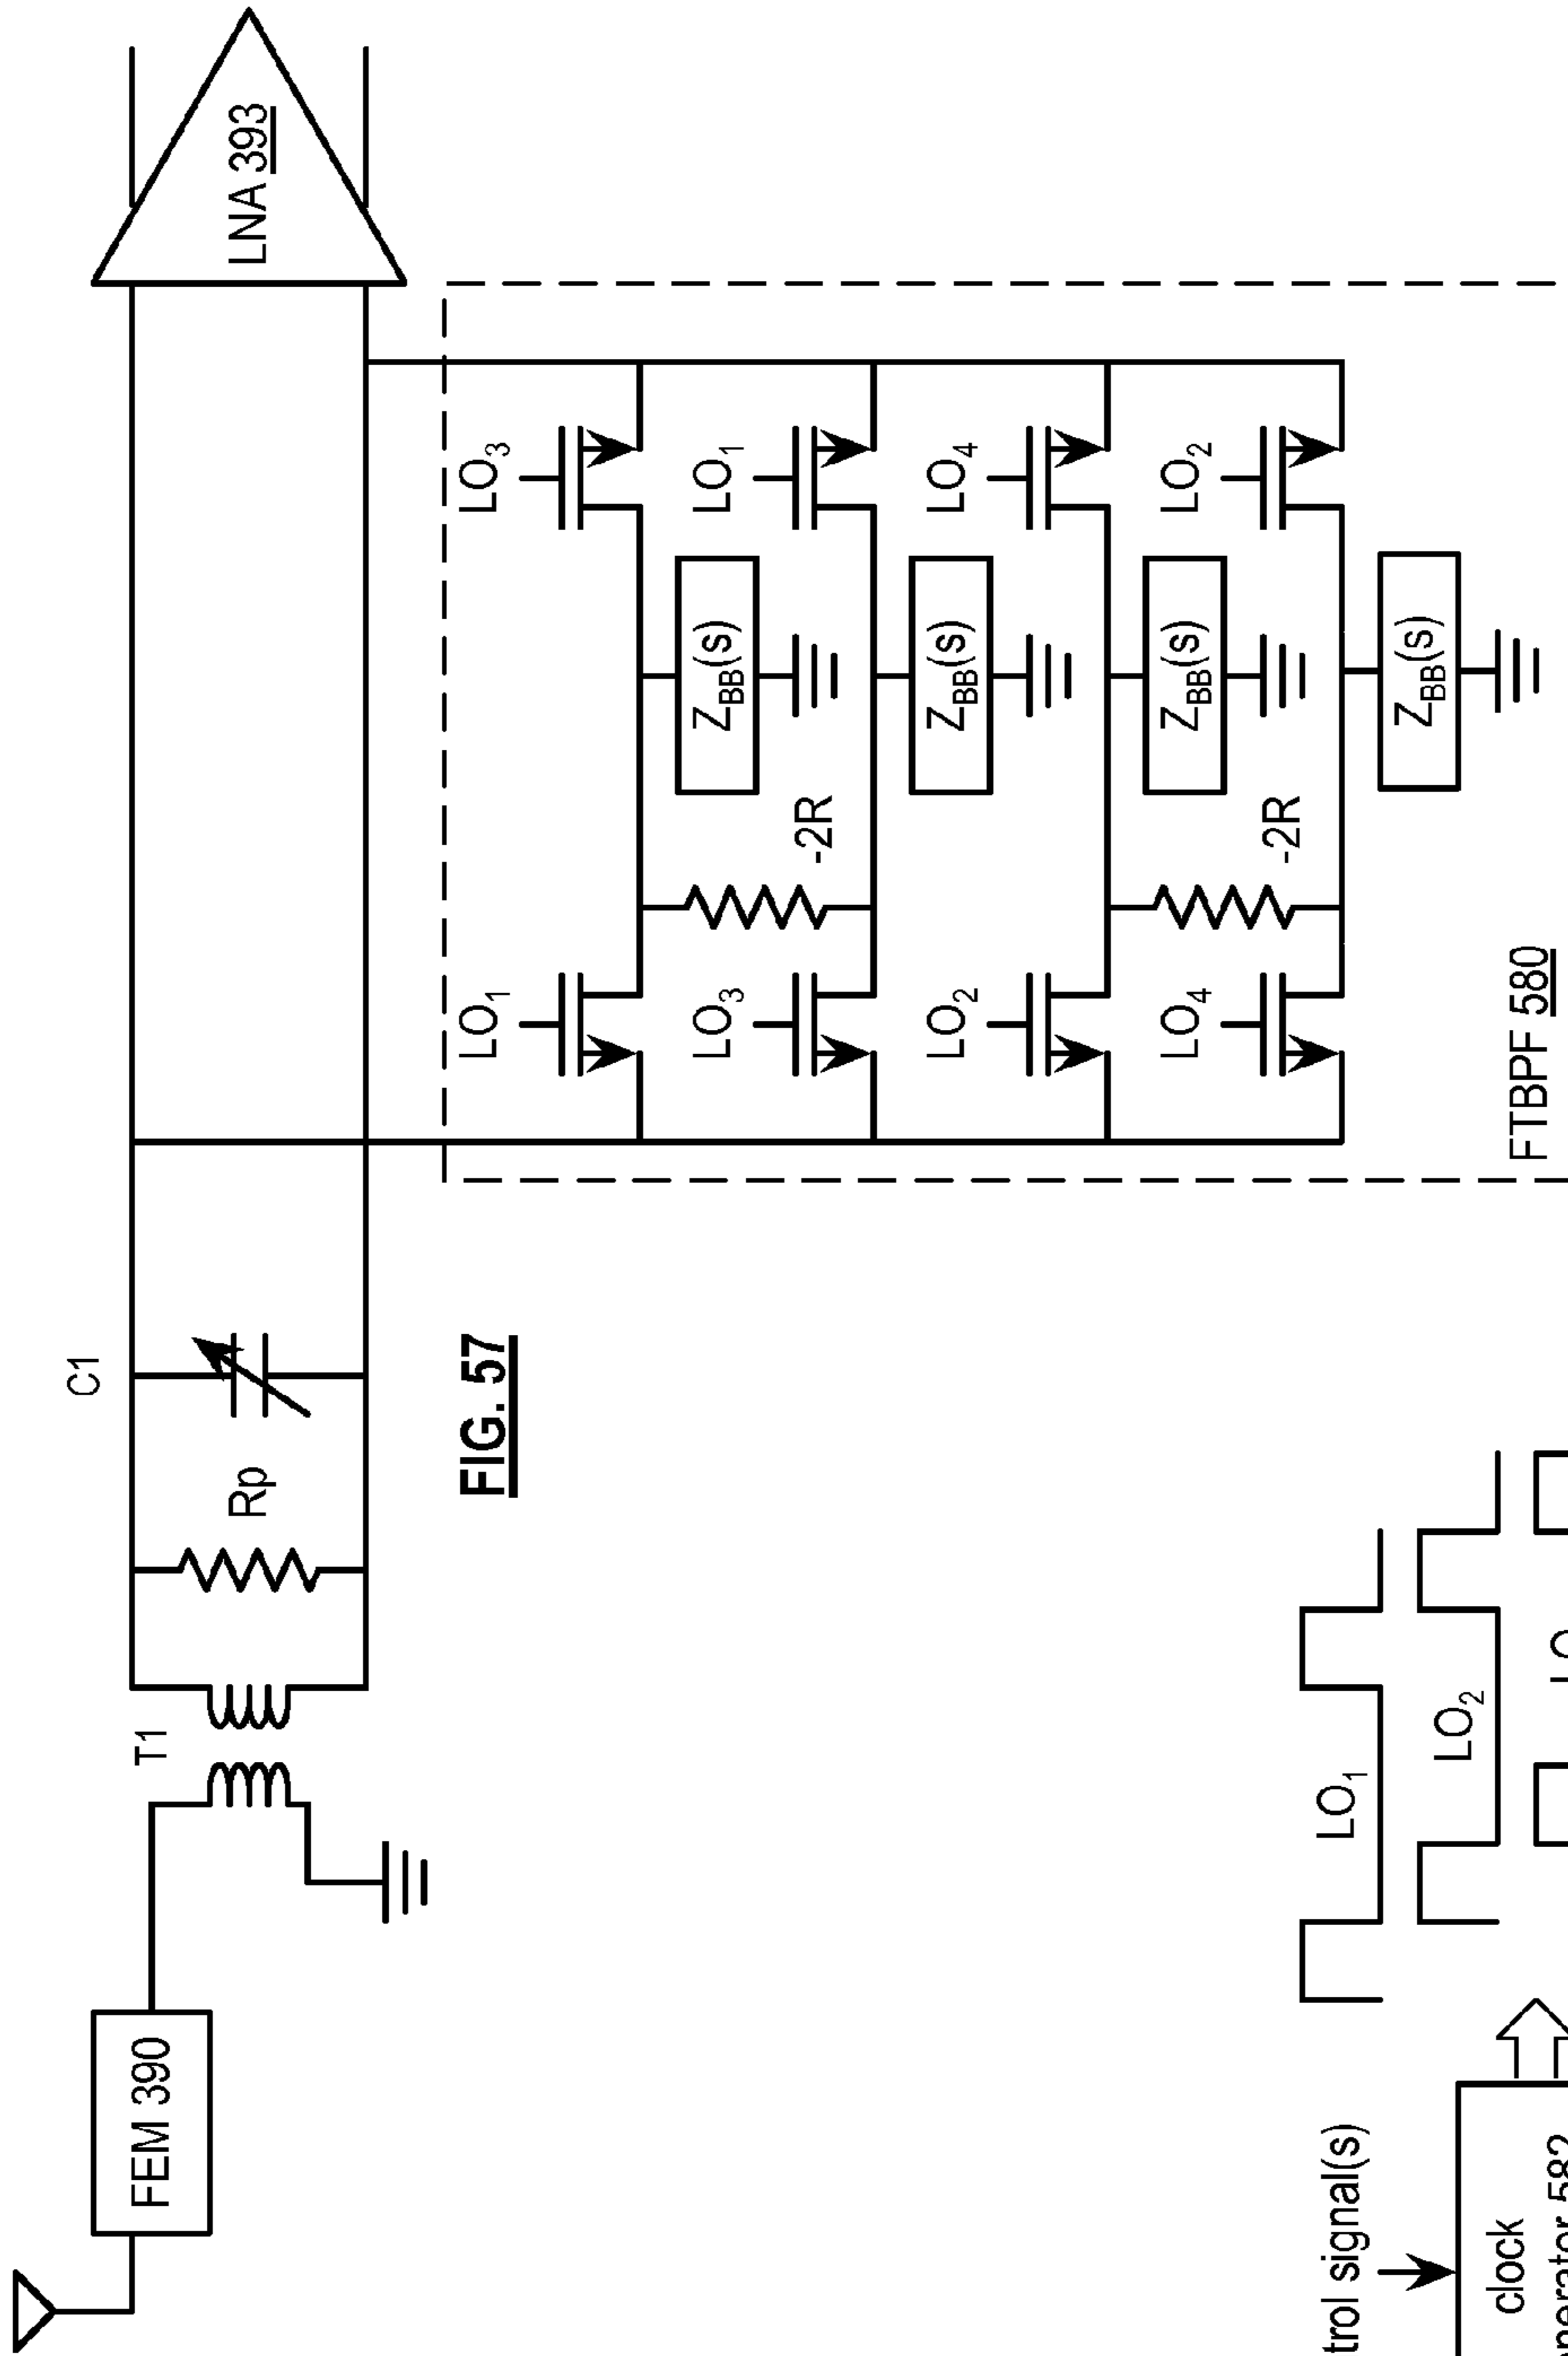 FEM 390
T1
Rp
C1
LNA 393
FIG. 57
LO1
LO3
-2R
ZBB(s)
LO3
LO1
ZBB(s)
LO2
LO4
-2R
ZBB(s)
LO4
LO2
ZBB(s)
FTBPF 580
LO1
LO2
signal(s)
clock